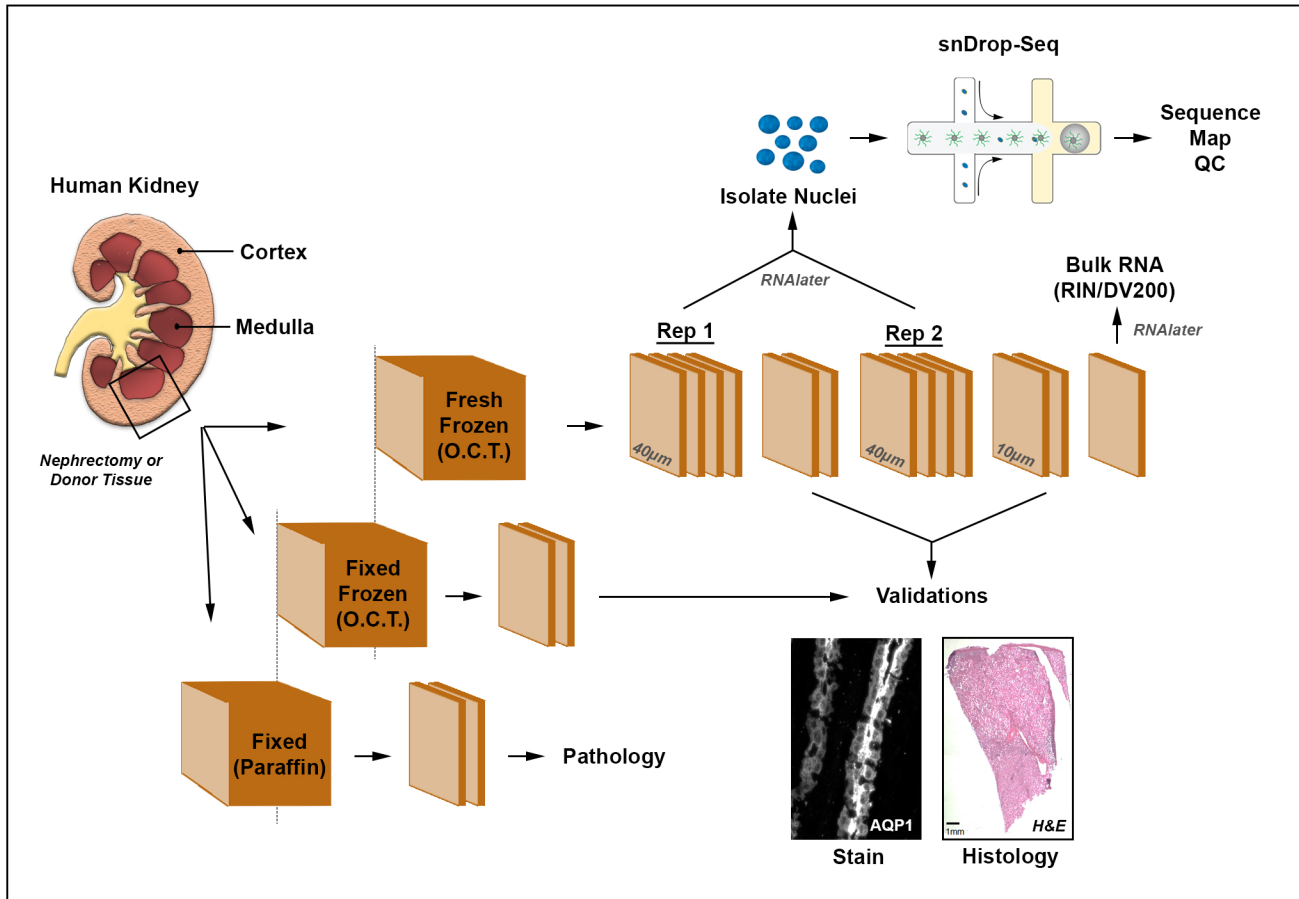 snDrop-Seq
Sequence
Map
QC
Isolate Nuclei
Human Kidney
Cortex
Medulla
Nephrectomy or
Donor Tissue
RNAlater
Bulk RNA
(RIN/DV200)
RNAlater
Rep 1
Rep 2
Fresh
Frozen
(O.C.T.)
40µm
40µm
10µm
Fixed
Frozen
(O.C.T.)
Validations
Fixed
(Paraffin)
Pathology
AQP1
Stain
1mm
H&E
Histology